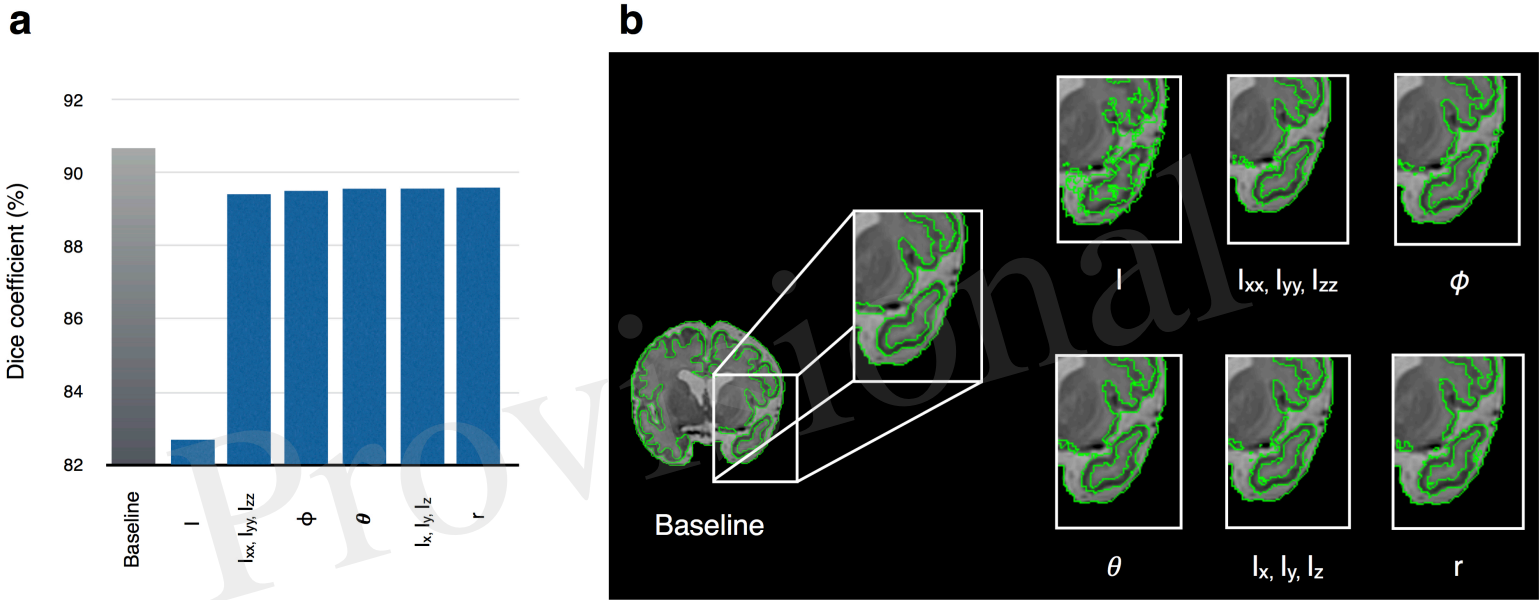 a
b
92
90
88
86
84
82
Dice coefficient (%)
Baseline
I
Ixx, Iyy, Izz
ϕ
θ
Ix, Iy, Iz
r
Baseline
I
Ixx, Iyy, Izz
ϕ
θ
Ix, Iy, Iz
r
Provisional